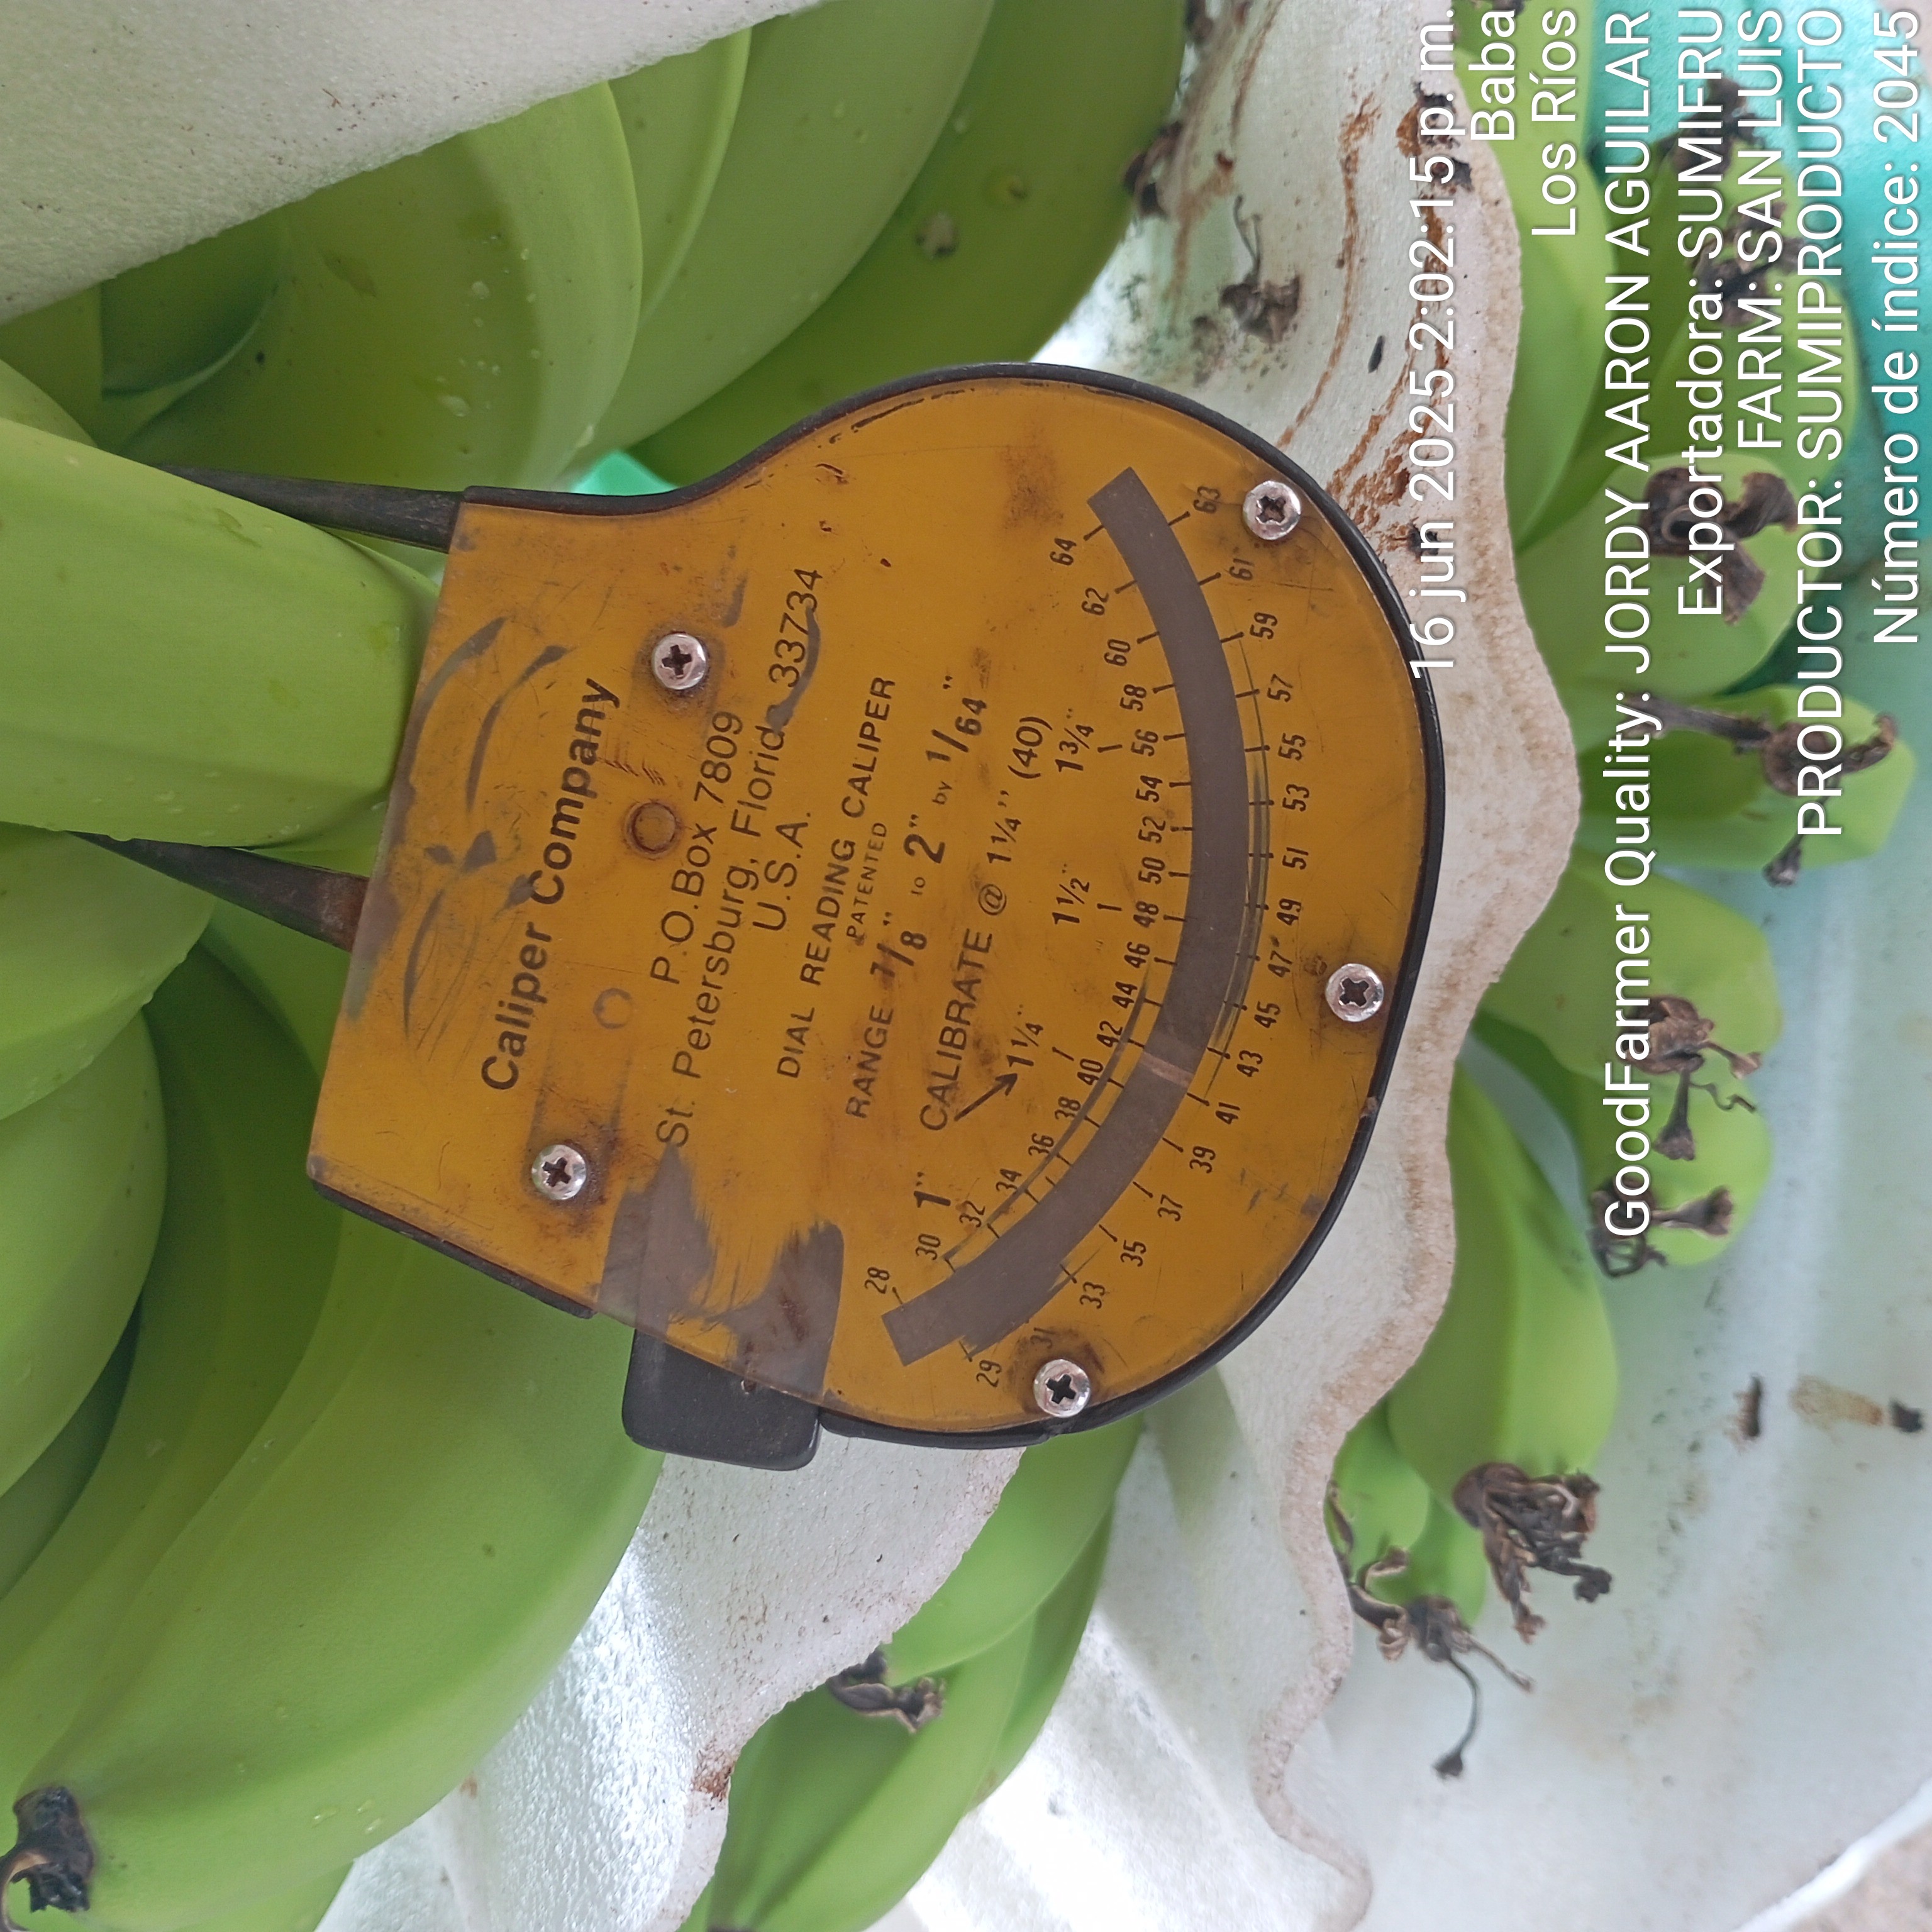 Caliper Company
P.O.Box 7809
St. Petersburg, Florida 33734
U.S.A.
DIAL READING CALIPER
PATENTED
RANGE 7/8" to 2" by 1/64"
1" CALIBRATE @ 1 1/4" (40)
1 1/4" 1 1/2" 1 3/4"
28 30 32 34 36 38 40 42 44 46 48 50 52 54 56 58 60 62 64
29 31 33 35 37 39 41 43 45 47 49 51 53 55 57 59 61 63
16 jun 2025 2:02:15 p. m.
Baba
Los Ríos
GoodFarmer Quality: JORDY AARON AGUILAR
Exportadora: SUMIFRU
FARM: SAN LUIS
PRODUCTOR: SUMIPRODUCTO
Número de índice: 2045